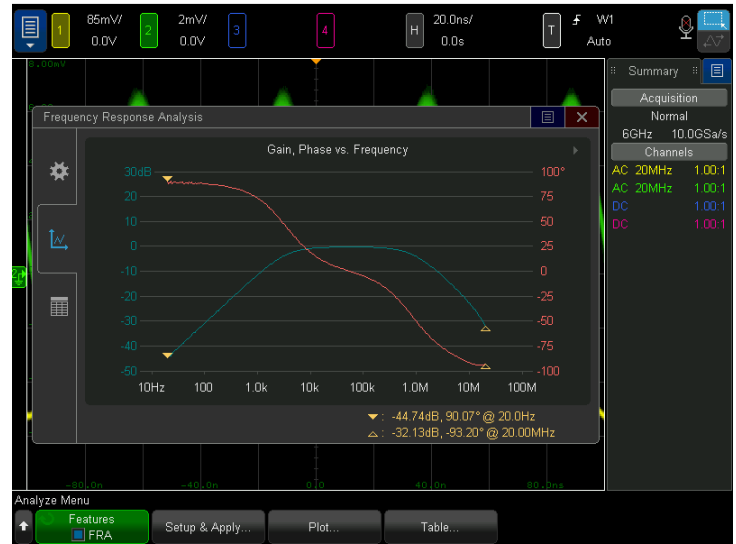 1 85mV/ 2 2mV/ 3 4 H 20.0ns/ T W1
0.0V 0.0V 0.0s Auto
8.00mV
Summary
Acquisition
Normal
6GHz 10.0GSa/s
Channels
AC 20MHz 1.00:1
AC 20MHz 1.00:1
DC 1.00:1
DC 1.00:1
Frequency Response Analysis
Gain, Phase vs. Frequency
30dB 100°
20 75
10 50
0 25
-10 0
-20 -25
-30 -50
-40 -75
-50 -100
10Hz 100 1.0k 10k 100k 1.0M 10M 100M
: -44.74dB, 90.07° @ 20.0Hz
: -32.13dB, -93.20° @ 20.00MHz
2
-80.0n -40.0n 0.0 40.0n 80.0ns
Analyze Menu
Features
FRA
Setup & Apply...
Plot...
Table...